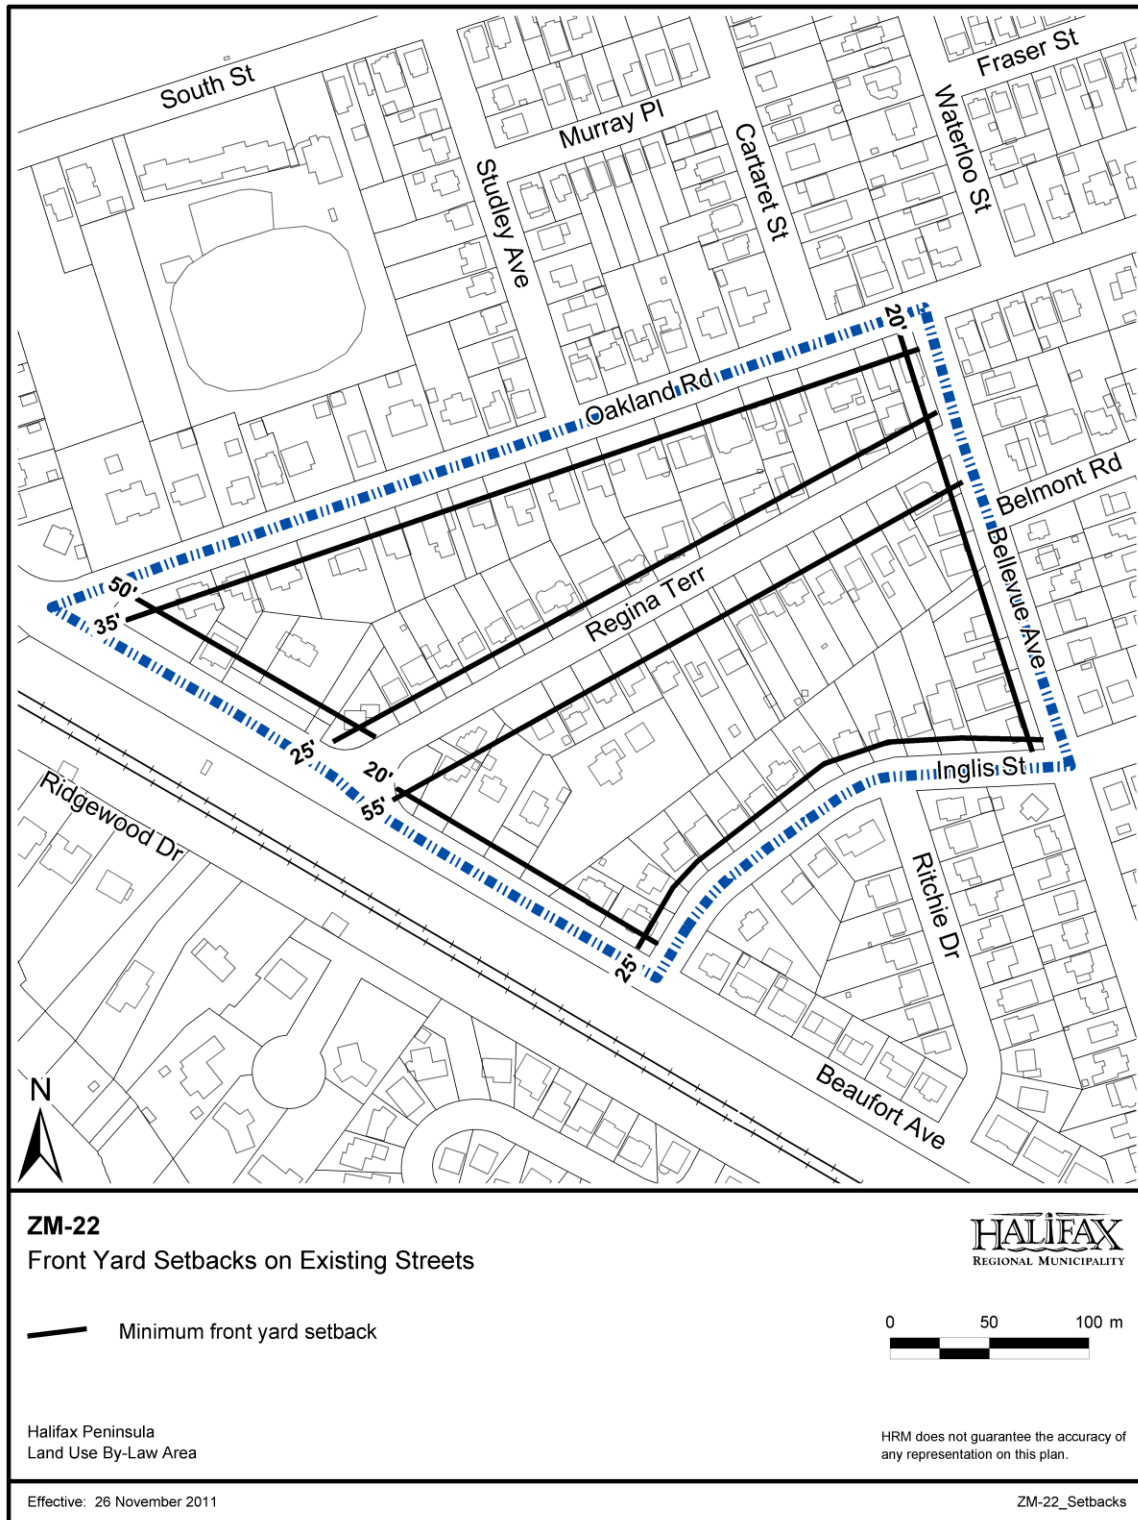 South St
Fraser St
Murray Pl
Waterloo St
Cartaret St
Studley Ave
20'
Oakland Rd
Belmont Rd
Bellevue Ave
50'
35'
Regina Terr
25'
20'
55'
Inglis St
Ridgewood Dr
Ritchie Dr
25'
Beaufort Ave
N
ZM-22
Front Yard Setbacks on Existing Streets
HALIFAX
REGIONAL MUNICIPALITY
Minimum front yard setback
0 50 100 m
Halifax Peninsula
Land Use By-Law Area
HRM does not guarantee the accuracy of
any representation on this plan.
Effective: 26 November 2011
ZM-22_Setbacks